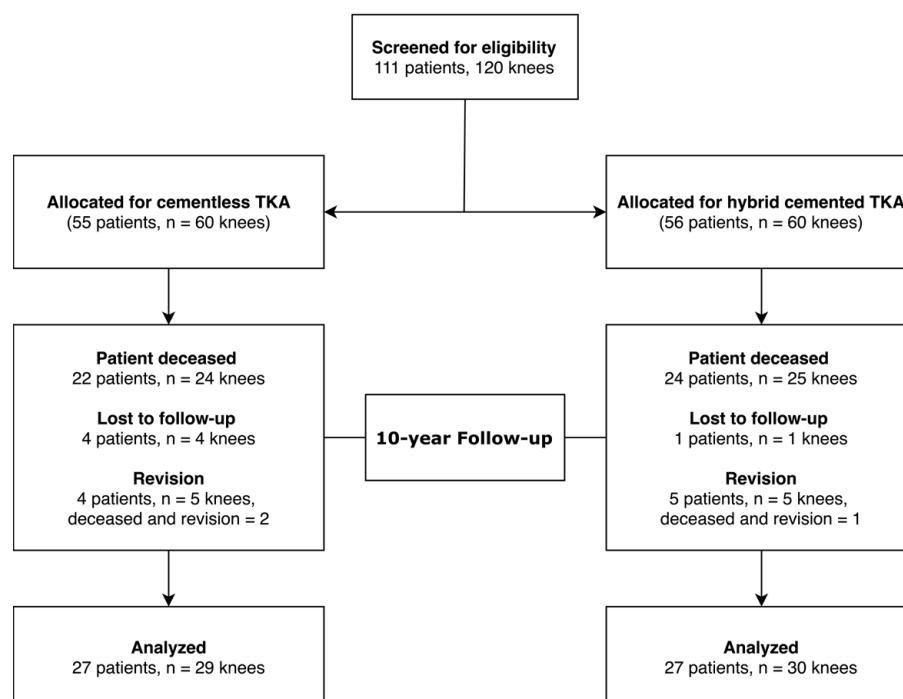 Screened for eligibility
111 patients, 120 knees
Allocated for cementless TKA
(55 patients, n = 60 knees)
Allocated for hybrid cemented TKA
(56 patients, n = 60 knees)
Patient deceased
22 patients, n = 24 knees
Lost to follow-up
4 patients, n = 4 knees
Revision
4 patients, n = 5 knees,
deceased and revision = 2
10-year Follow-up
Patient deceased
24 patients, n = 25 knees
Lost to follow-up
1 patients, n = 1 knees
Revision
5 patients, n = 5 knees,
deceased and revision = 1
Analyzed
27 patients, n = 29 knees
Analyzed
27 patients, n = 30 knees